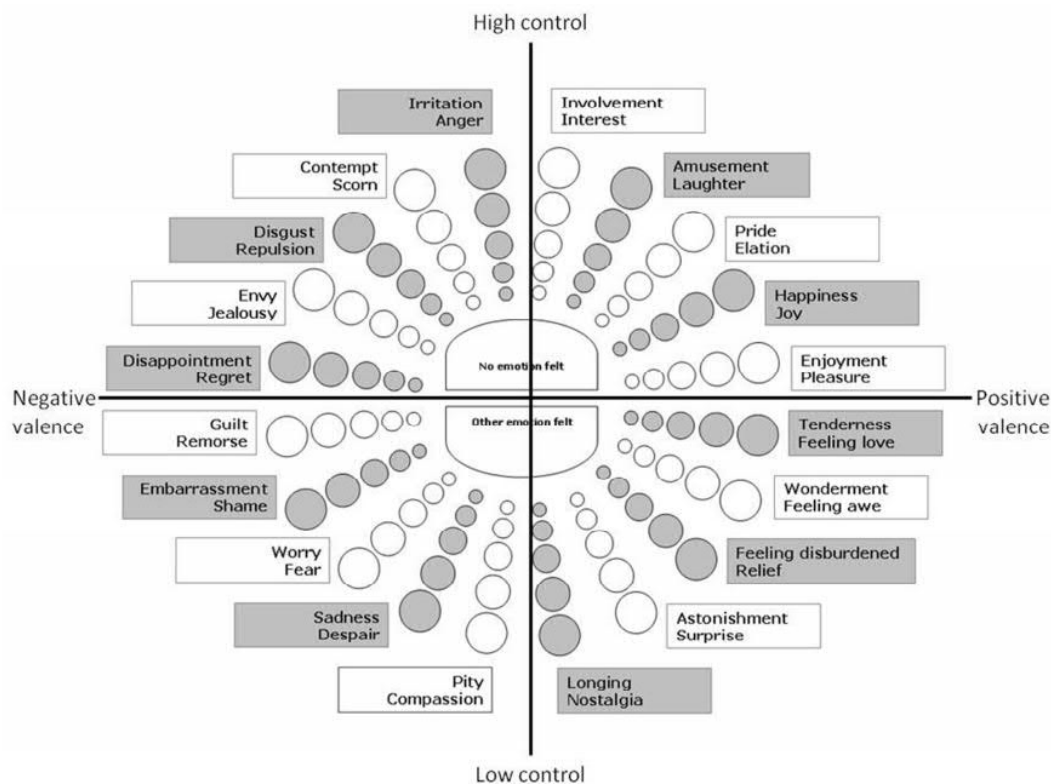 High control
Irritation
Anger
Involvement
Interest
Contempt
Scorn
Amusement
Laughter
Disgust
Repulsion
Pride
Elation
Envy
Jealousy
Happiness
Joy
Disappointment
Regret
No emotion felt
Enjoyment
Pleasure
Negative
valence
Positive
valence
Guilt
Remorse
Other emotion felt
Tenderness
Feeling love
Embarrassment
Shame
Wonderment
Feeling awe
Worry
Fear
Feeling disburdened
Relief
Sadness
Despair
Astonishment
Surprise
Pity
Compassion
Longing
Nostalgia
Low control